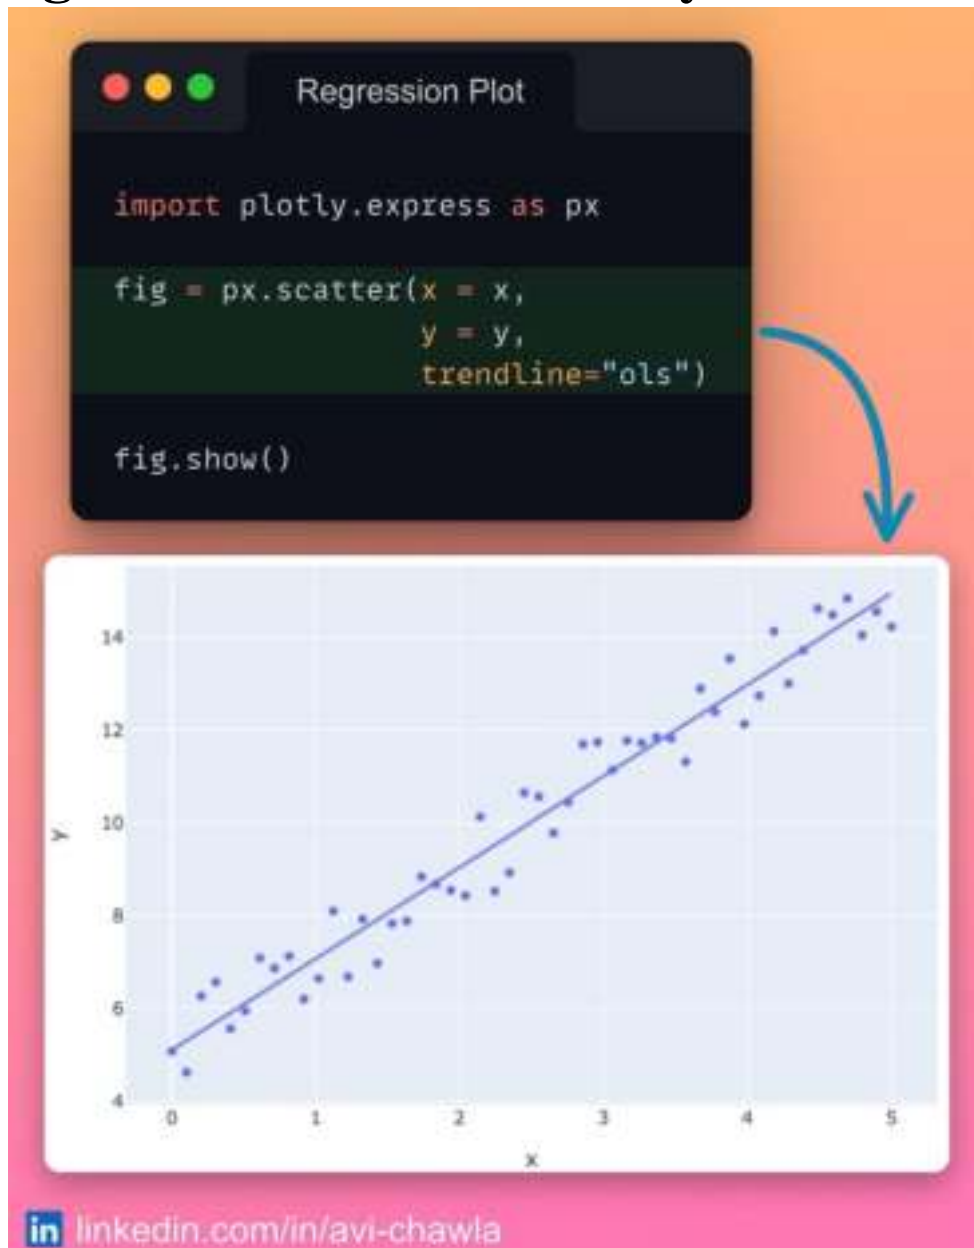 Regression Plot
import plotly.express as px
fig = px.scatter(x = x,
y = y,
trendline="ols")
fig.show()
14
12
10
8
6
4
y
0 1 2 3 4 5
x
in linkedin.com/in/avi-chawla